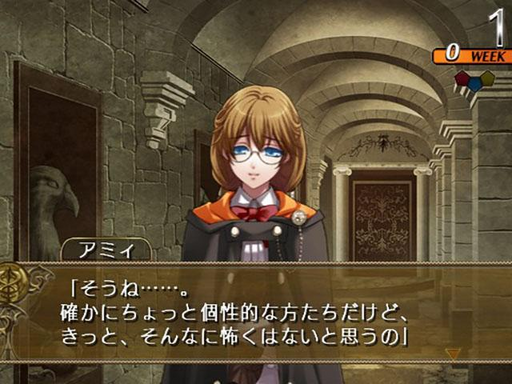 1
0 WEEK
アミィ
「そうね……。
確かにちょっと個性的な方たちだけど、
きっと、そんなに怖くはないと思うの」